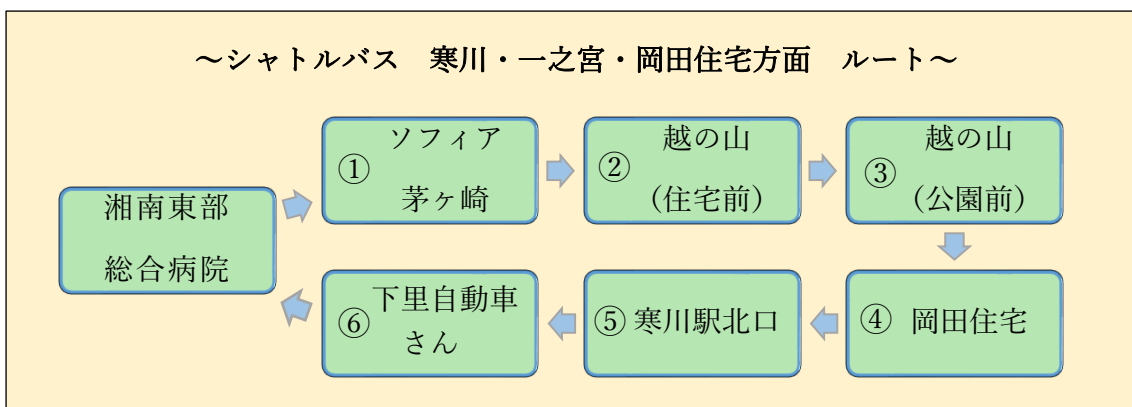 ～シャトルバス　寒川・一之宮・岡田住宅方面　ルート～
湘南東部
総合病院
① ソフィア
茅ヶ崎
② 越の山
（住宅前）
③ 越の山
（公園前）
④ 岡田住宅
⑤ 寒川駅北口
⑥ 下里自動車
さん